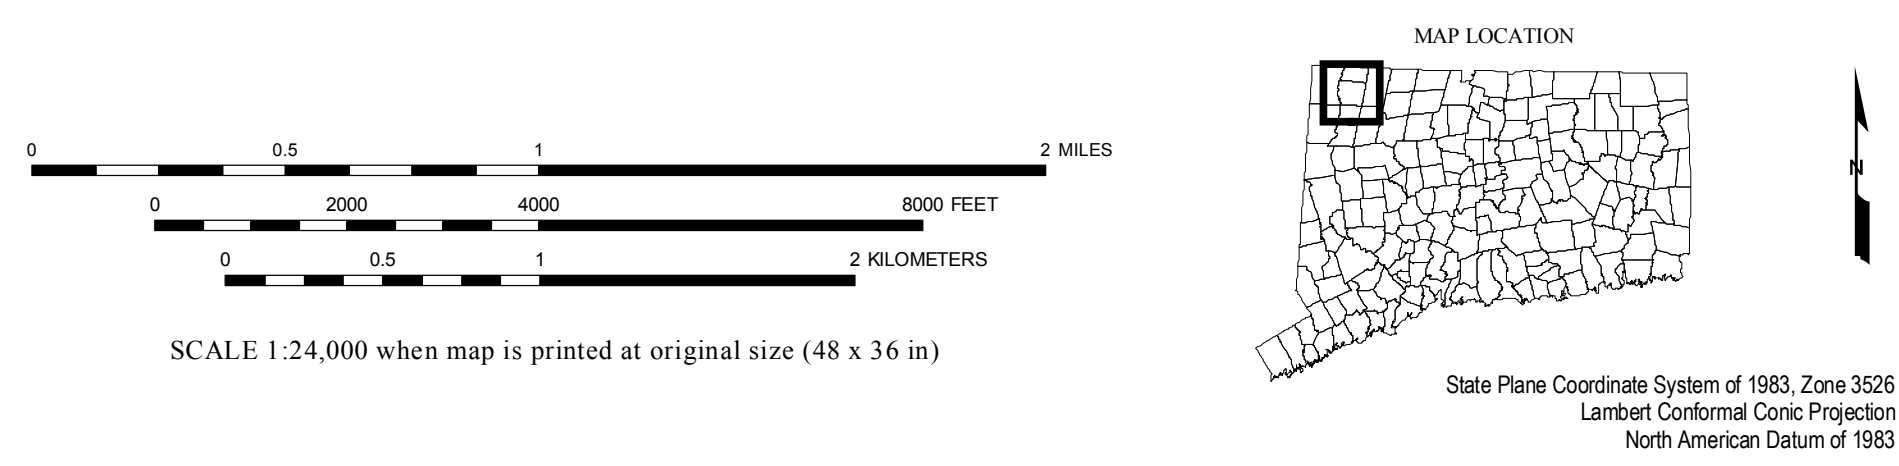 MAP LOCATION
0 0.5 1 2 MILES
0 2000 4000 8000 FEET
0 0.5 1 2 KILOMETERS
SCALE 1:24,000 when map is printed at original size (48 x 36 in)
N
State Plane Coordinate System of 1983, Zone 3526
Lambert Conformal Conic Projection
North American Datum of 1983